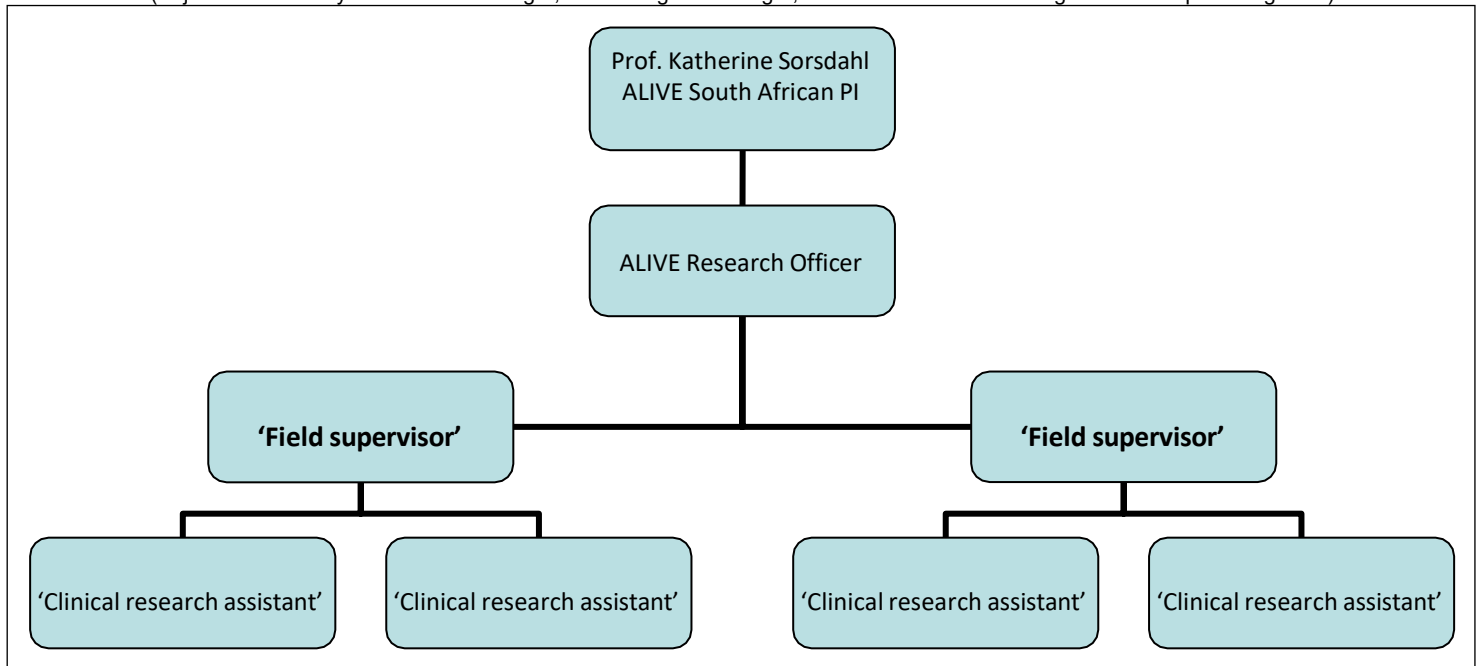 Prof. Katherine Sorsdahl
ALIVE South African PI
ALIVE Research Officer
‘Field supervisor’
‘Field supervisor’
‘Clinical research assistant’
‘Clinical research assistant’
‘Clinical research assistant’
‘Clinical research assistant’